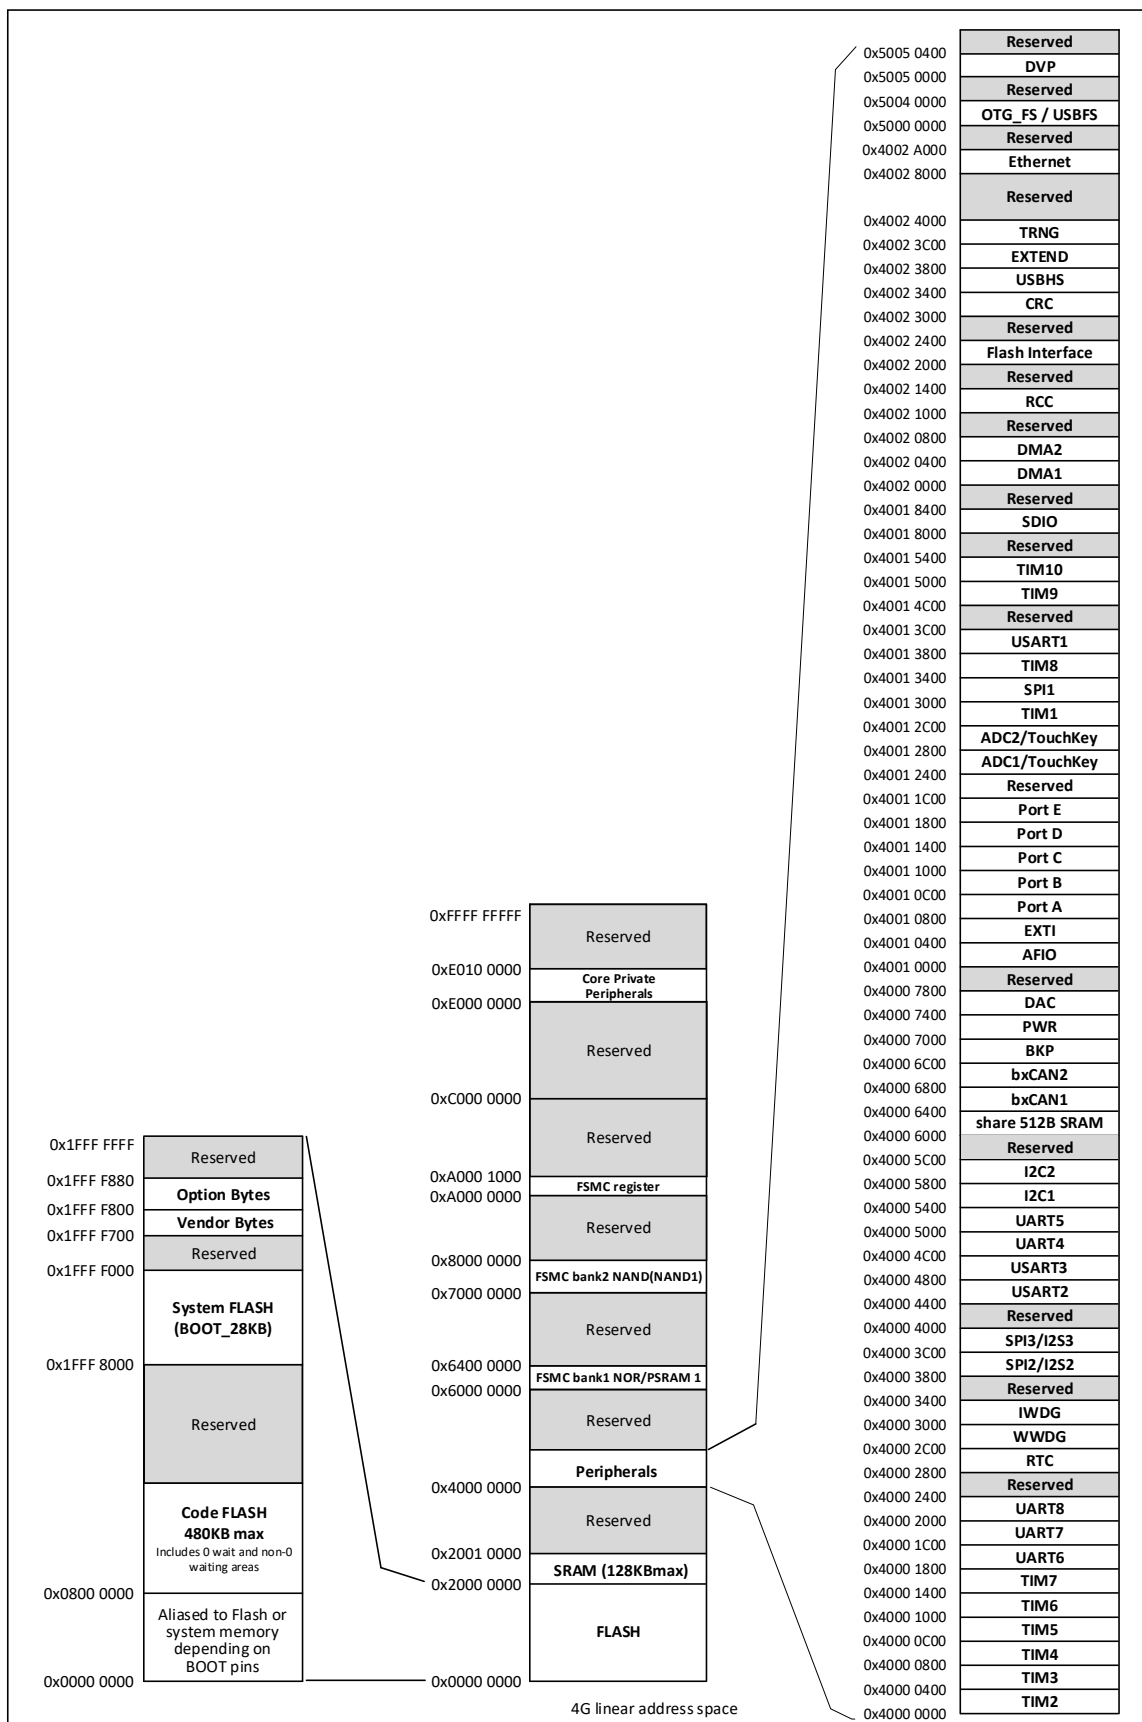 0x1FFF FFFF
Reserved
0x1FFF F880
Option Bytes
0x1FFF F800
Vendor Bytes
0x1FFF F700
Reserved
0x1FFF F000
System FLASH
(BOOT_28KB)
0x1FFF 8000
Reserved
Code FLASH
480KB max
Includes 0 wait and non-0
waiting areas
0x0800 0000
Aliased to Flash or
system memory
depending on
BOOT pins
0x0000 0000
0xFFFF FFFFF
Reserved
0xE010 0000
Core Private
Peripherals
0xE000 0000
Reserved
0xC000 0000
Reserved
0xA000 1000
FSMC register
0xA000 0000
Reserved
0x8000 0000
FSMC bank2 NAND(NAND1)
0x7000 0000
Reserved
0x6400 0000
FSMC bank1 NOR/PSRAM 1
0x6000 0000
Reserved
Peripherals
0x4000 0000
Reserved
0x2001 0000
SRAM (128KBmax)
0x2000 0000
FLASH
0x0000 0000
4G linear address space
Reserved
0x5005 0400
DVP
0x5005 0000
Reserved
0x5004 0000
OTG_FS / USBFS
0x5000 0000
Reserved
0x4002 A000
Ethernet
0x4002 8000
Reserved
0x4002 4000
TRNG
0x4002 3C00
EXTEND
0x4002 3800
USBHS
0x4002 3400
CRC
0x4002 3000
Reserved
0x4002 2400
Flash Interface
0x4002 2000
Reserved
0x4002 1400
RCC
0x4002 1000
Reserved
0x4002 0800
DMA2
0x4002 0400
DMA1
0x4002 0000
Reserved
0x4001 8400
SDIO
0x4001 8000
Reserved
0x4001 5400
TIM10
0x4001 5000
TIM9
0x4001 4C00
Reserved
0x4001 3C00
USART1
0x4001 3800
TIM8
0x4001 3400
SPI1
0x4001 3000
TIM1
0x4001 2C00
ADC2/TouchKey
0x4001 2800
ADC1/TouchKey
0x4001 2400
Reserved
0x4001 1C00
Port E
0x4001 1800
Port D
0x4001 1400
Port C
0x4001 1000
Port B
0x4001 0C00
Port A
0x4001 0800
EXTI
0x4001 0400
AFIO
0x4001 0000
Reserved
0x4000 7800
DAC
0x4000 7400
PWR
0x4000 7000
BKP
0x4000 6C00
bxCAN2
0x4000 6800
bxCAN1
0x4000 6400
share 512B SRAM
0x4000 6000
Reserved
0x4000 5C00
I2C2
0x4000 5800
I2C1
0x4000 5400
UART5
0x4000 5000
UART4
0x4000 4C00
USART3
0x4000 4800
USART2
0x4000 4400
Reserved
0x4000 4000
SPI3/I2S3
0x4000 3C00
SPI2/I2S2
0x4000 3800
Reserved
0x4000 3400
IWDG
0x4000 3000
WWDG
0x4000 2C00
RTC
0x4000 2800
Reserved
0x4000 2400
UART8
0x4000 2000
UART7
0x4000 1C00
UART6
0x4000 1800
TIM7
0x4000 1400
TIM6
0x4000 1000
TIM5
0x4000 0C00
TIM4
0x4000 0800
TIM3
0x4000 0400
TIM2
0x4000 0000